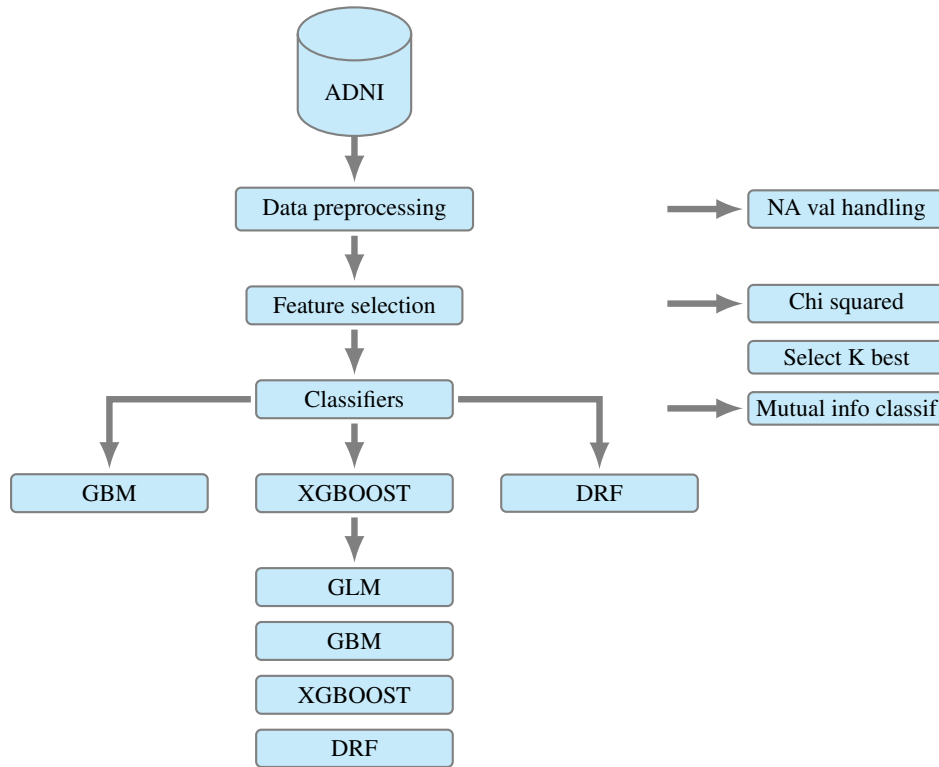 ADNI
Data preprocessing
NA val handling
Feature selection
Chi squared
Select K best
Classifiers
Mutual info classif
GBM
XGBOOST
DRF
GLM
GBM
XGBOOST
DRF